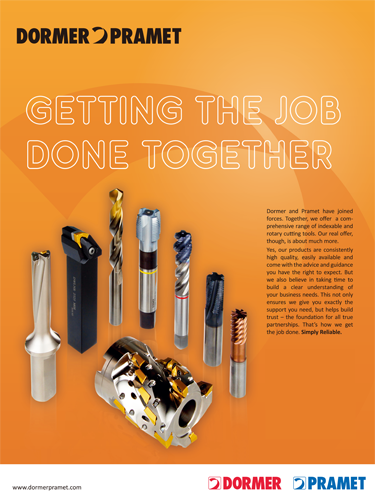 DORMER PRAMET
GETTING THE JOB
DONE TOGETHER
Dormer and Pramet have joined
forces. Together, we offer a com-
prehensive range of indexable and
rotary cutting tools. Our real offer,
though, is about much more.
Yes, our products are consistently
high quality, easily available and
come with the advice and guidance
you have the right to expect. But
we also believe in taking time to
build a clear understanding of
your business needs. This not only
ensures we give you exactly the
support you need, but helps build
trust – the foundation for all true
partnerships. That's how we get
the job done. Simply Reliable.
www.dormerpramet.com
DORMER
PRAMET